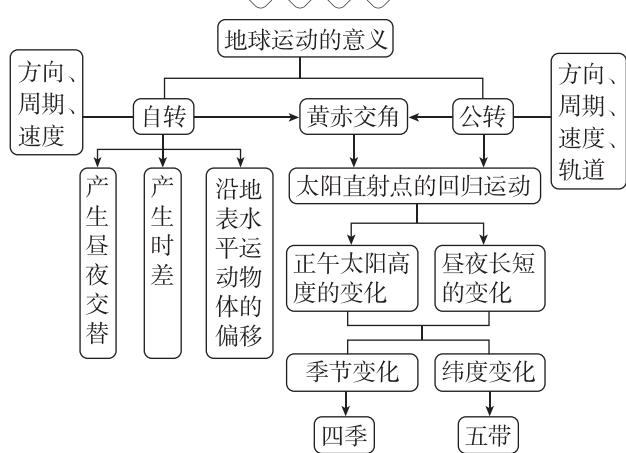 地球运动的意义
方向、
周期、
速度
自转
黄赤交角
公转
方向、
周期、
速度、
轨道
产生昼夜交替
产生时差
沿地
表水
平运
动物
体的
偏移
太阳直射点的回归运动
正午太阳高
度的变化
昼夜长短
的变化
季节变化
纬度变化
四季
五带